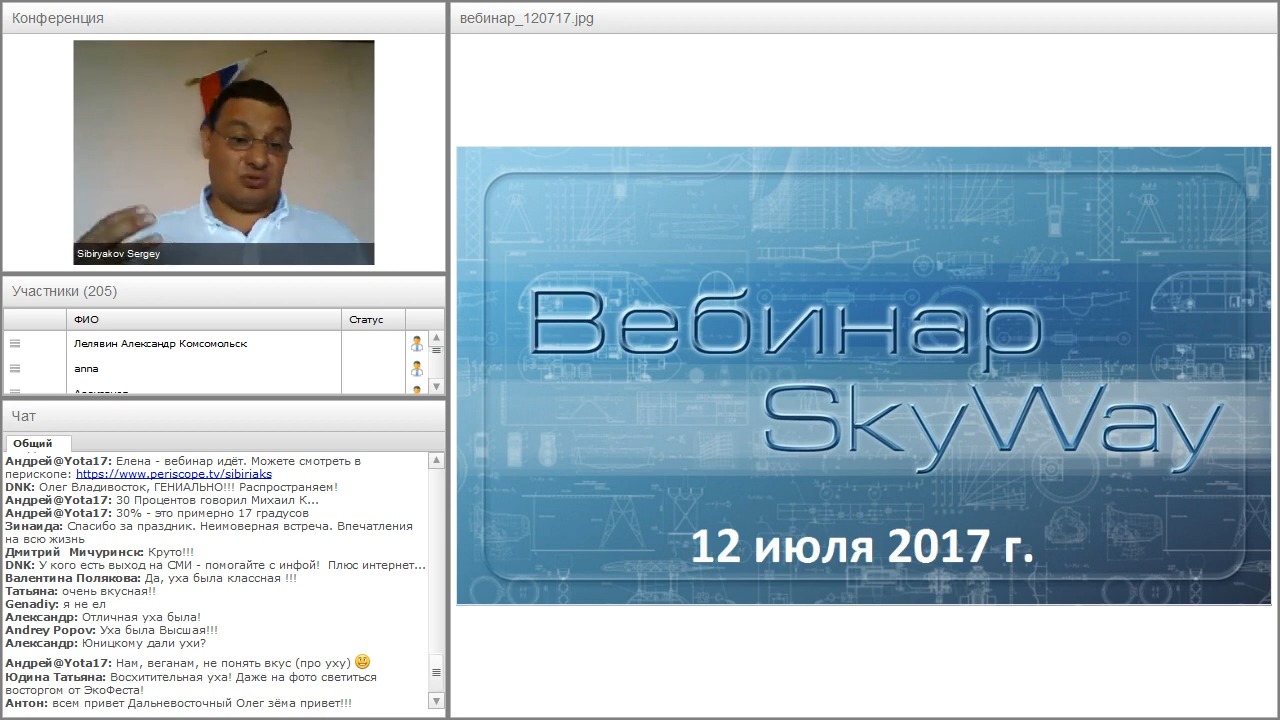 Конференция
Sibiryakov Sergey
Участники (205)
ФИО
Статус
Лелявин Александр Комсомольск
anna
Чат
Общий
Андрей@Yota17: Елена - вебинар идёт. Можете смотреть в
перископе: https://www.periscope.tv/sibiriaks
DNK: Олег Владивосток, ГЕНИАЛЬНО!!! Распространяем!
Андрей@Yota17: 30 Процентов говорил Михаил К...
Андрей@Yota17: 30% - это примерно 17 градусов
Зинаида: Спасибо за праздник. Неимоверная встреча. Впечатления
на всю жизнь
Дмитрий Мичуринск: Круто!!!
DNK: У кого есть выход на СМИ - помогайте с инфой! Плюс интернет...
Валентина Полякова: Да, уха была классная !!!
Татьяна: очень вкусная!!
Genadiy: я не ел
Александр: Отличная уха была!
Andrey Popov: Уха была Высшая!!!
Александр: Юницкому дали ухи?
Андрей@Yota17: Нам, веганам, не понять вкус (про уху)
Юдина Татьяна: Восхитительная уха! Даже на фото светиться
восторгом от ЭкоФеста!
Антон: всем привет Дальневосточный Олег зёма привет!!!
вебинар_120717.jpg
Вебинар
SkyWay
12 июля 2017 г.